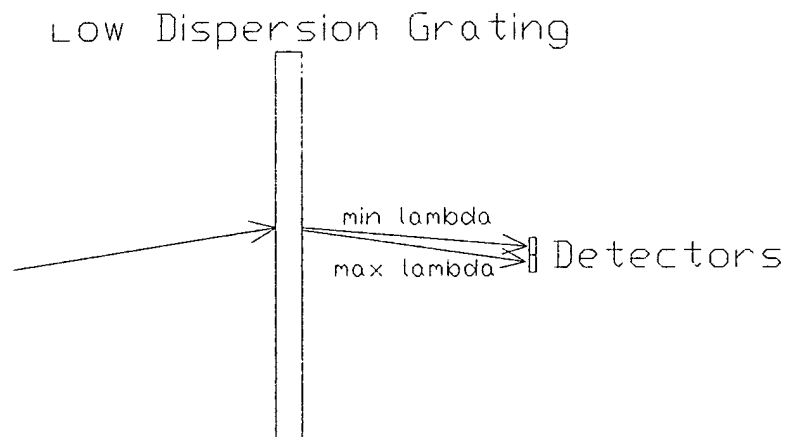 Low Dispersion Grating
min lambda
max lambda
Detectors